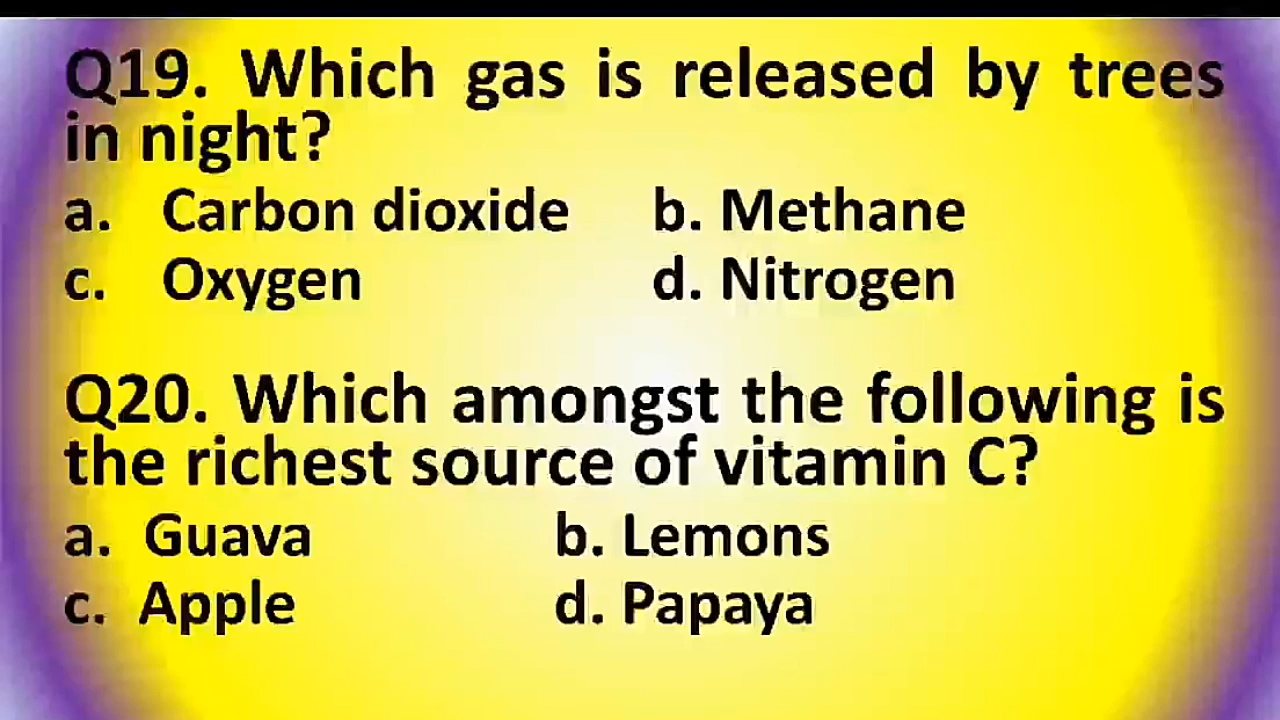 Q19. Which gas is released by trees
in night?
a. Carbon dioxide b. Methane
c. Oxygen d. Nitrogen
Q20. Which amongst the following is
the richest source of vitamin C?
a. Guava b. Lemons
c. Apple d. Papaya